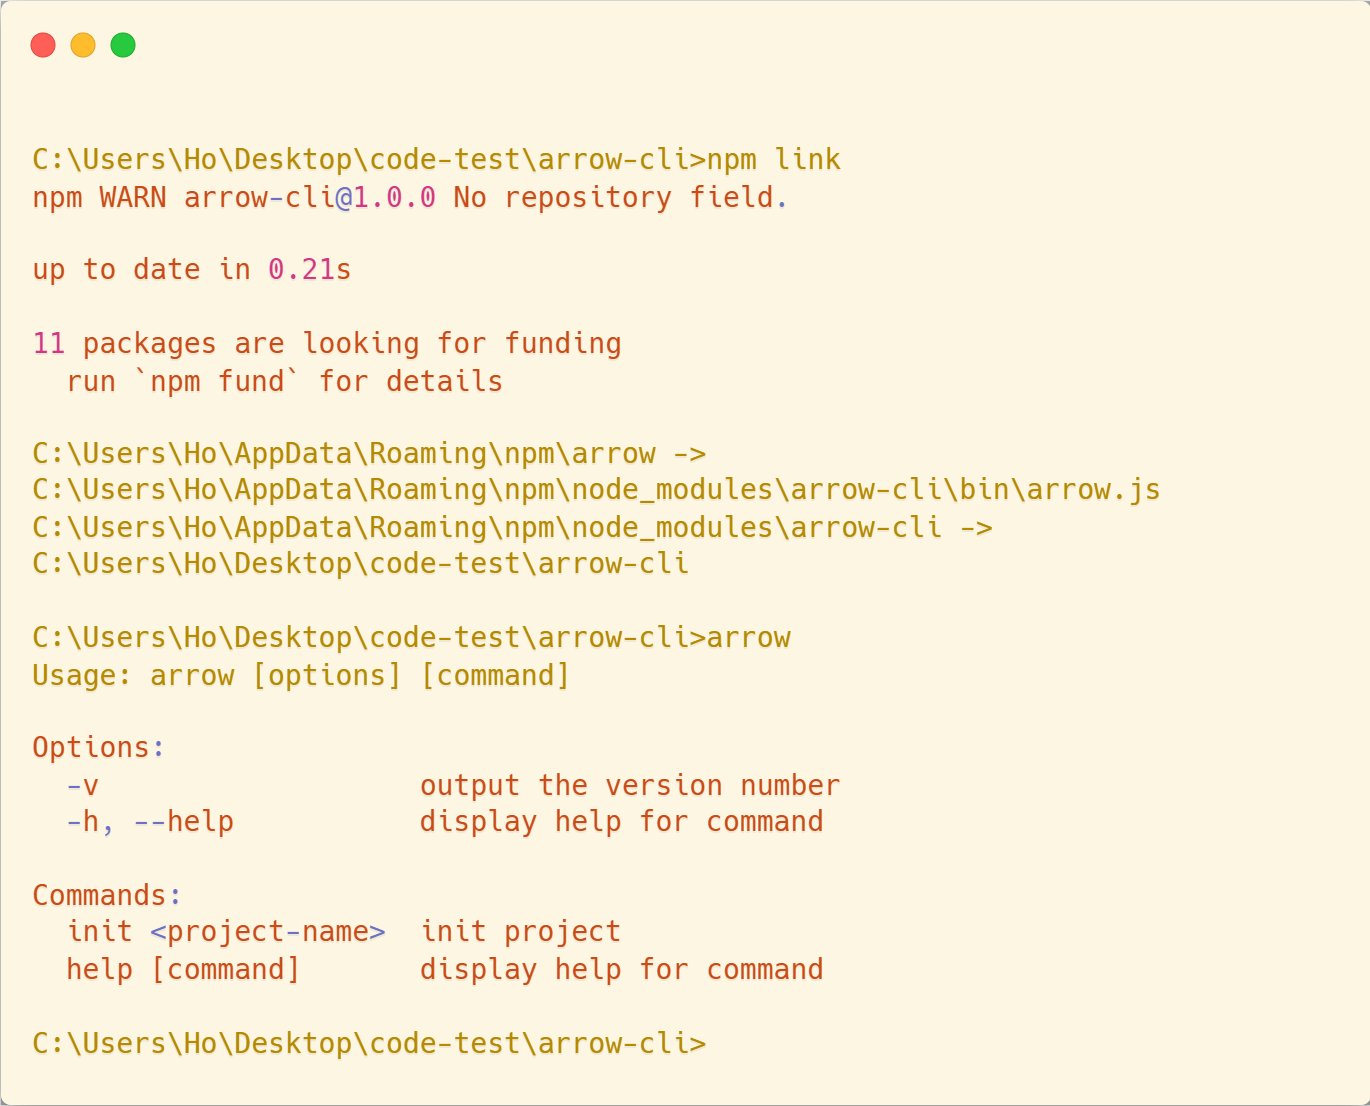 C:\Users\Ho\Desktop\code-test\arrow-cli>npm link
npm WARN arrow-cli@1.0.0 No repository field.
up to date in 0.21s
11 packages are looking for funding
  run `npm fund` for details
C:\Users\Ho\AppData\Roaming\npm\arrow ->
C:\Users\Ho\AppData\Roaming\npm\node_modules\arrow-cli\bin\arrow.js
C:\Users\Ho\AppData\Roaming\npm\node_modules\arrow-cli ->
C:\Users\Ho\Desktop\code-test\arrow-cli
C:\Users\Ho\Desktop\code-test\arrow-cli>arrow
Usage: arrow [options] [command]
Options:
  -v                   output the version number
  -h, --help           display help for command
Commands:
  init <project-name>  init project
  help [command]       display help for command
C:\Users\Ho\Desktop\code-test\arrow-cli>